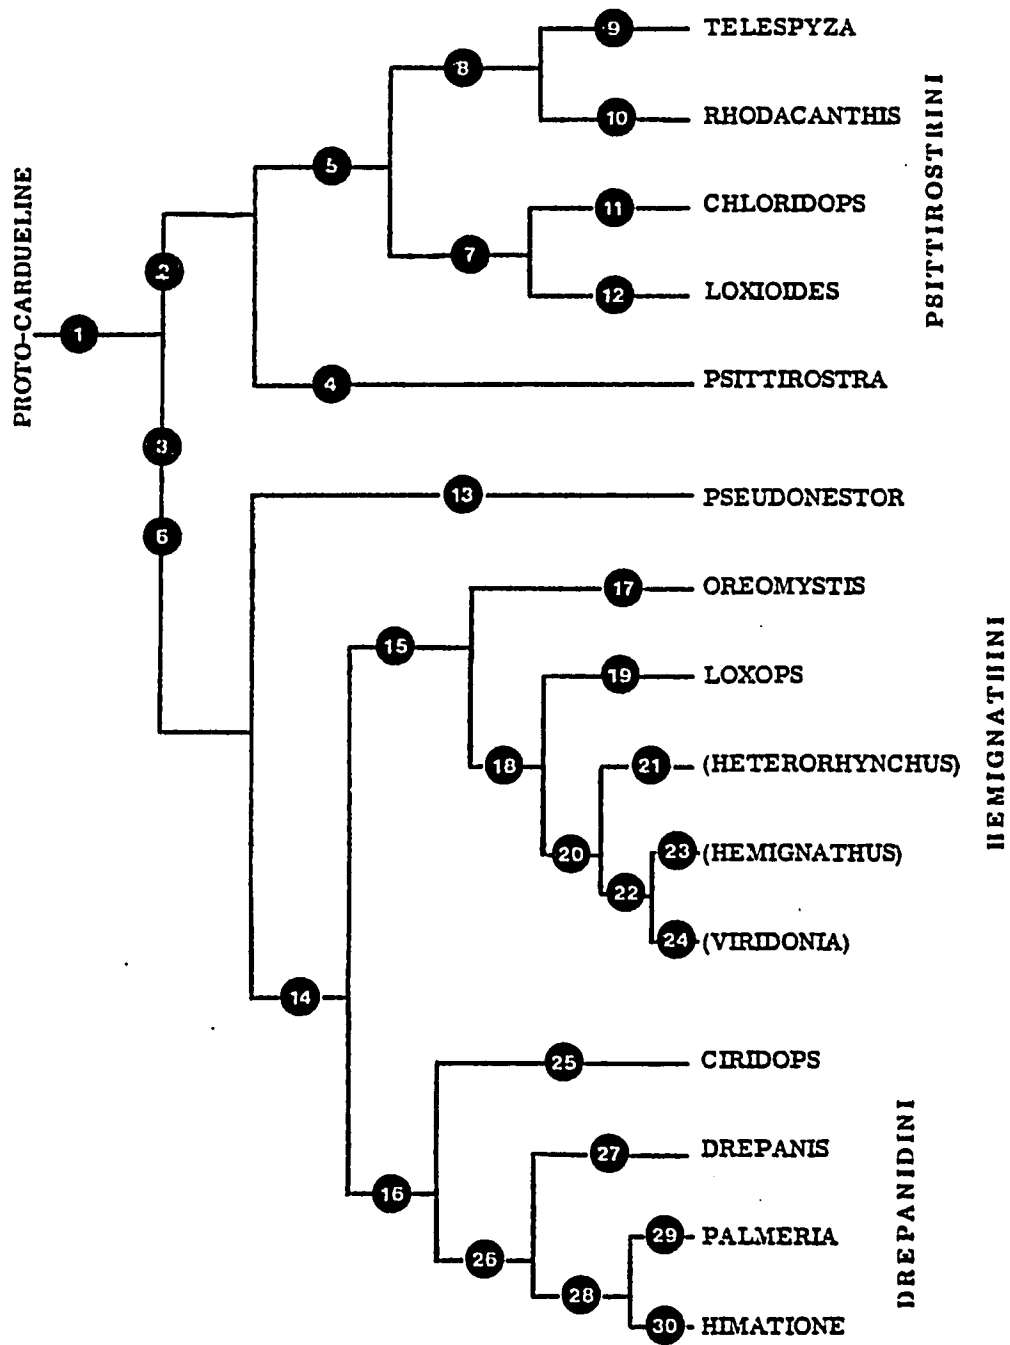 PROTO-CARDUELINE
1
2
3
6
5
4
8
7
9
TELESPYZA
10
RHODACANTHIS
11
CHLORIDOPS
12
LOXIOIDES
PSITTIROSTRA
PSITTIROSTRINI
13
PSEUDONESTOR
14
15
17
OREOMYSTIS
18
19
LOXOPS
20
21
(HETERORHYNCHUS)
22
23
(HEMIGNATHUS)
24
(VIRIDONIA)
HEMIGNATHINI
16
25
CIRIDOPS
26
27
DREPANIS
28
29
PALMERIA
30
HIMATIONE
DREPANIDINI